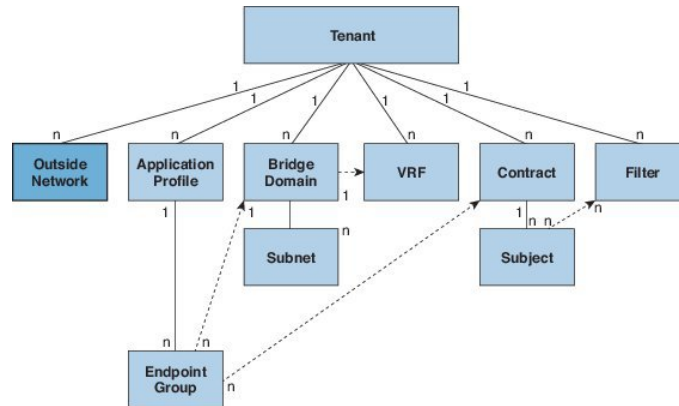 Tenant
1
1
1
1
1
1
n
n
n
n
n
n
Outside
Network
Application
Profile
Bridge
Domain
VRF
Contract
Filter
1
1
1
1
n
n
n
n
Subnet
Subject
n
n
n
Endpoint
Group